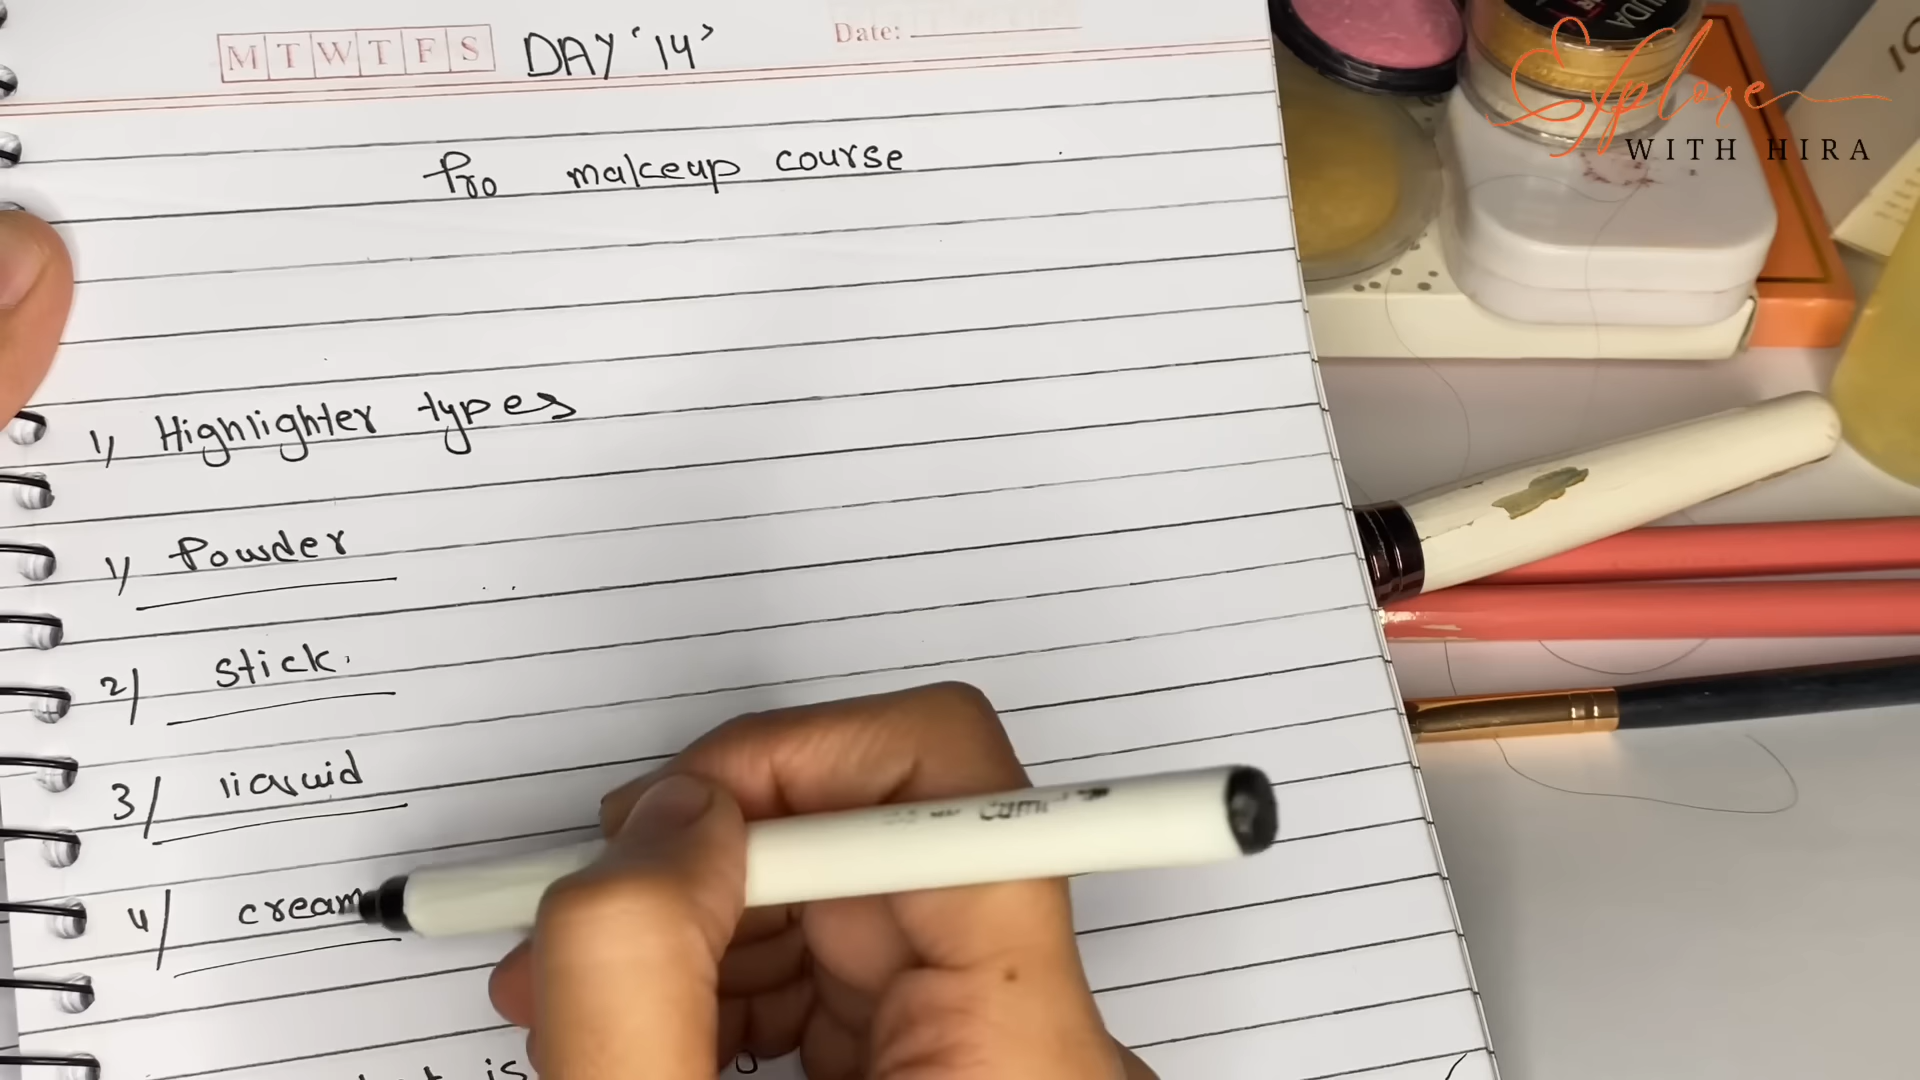 M T W T F S DAY '14' Date:
Pro makeup course
1, Highlighter types
1, Powder
2/ stick.
3/ liquid
4/ cream
is
Explore
WITH HIRA